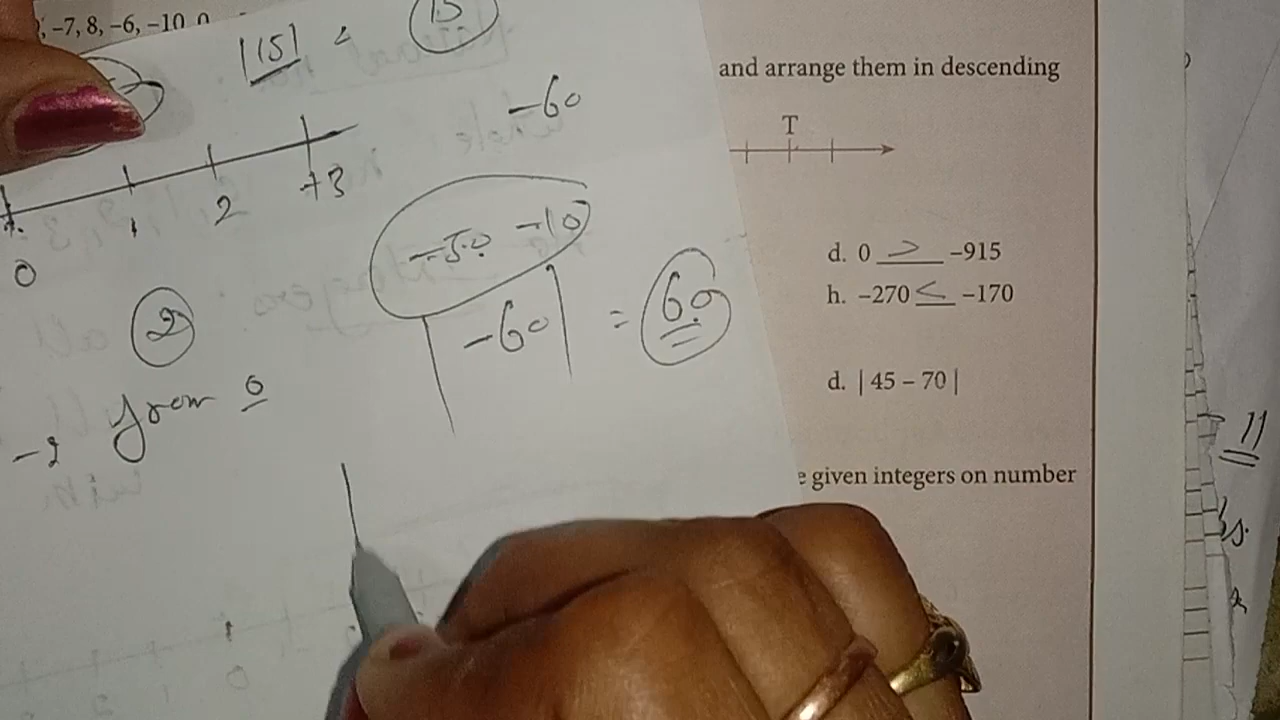 -7, 8, -6, -10, 0
|15| < 15
and arrange them in descending
-60
T
1 2 +3
0
-50 -10
d. 0 > -915
h. -270 < -170
|-60| = 60
2
d. | 45 – 70 |
-2 from 0
given integers on number
11